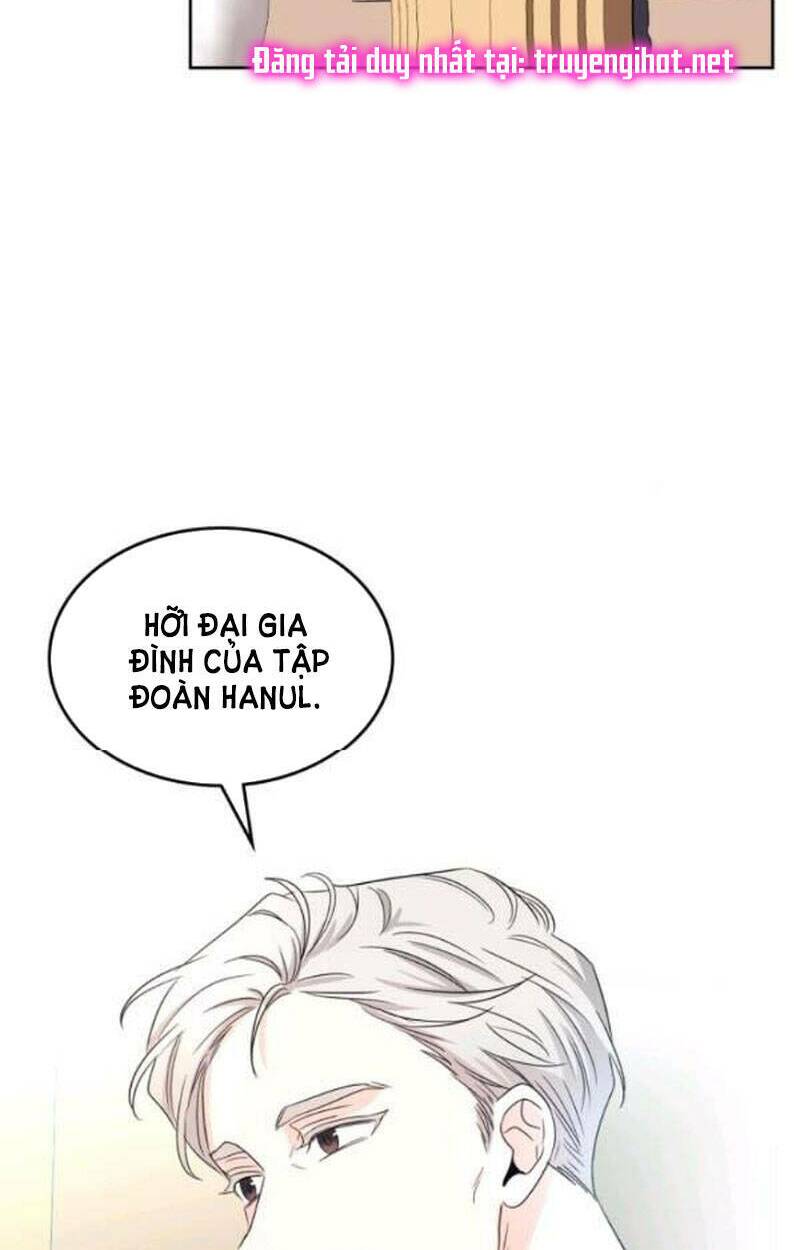 Đăng tải duy nhất tại: truyengihot.net
HỠI ĐẠI GIA
ĐÌNH CỦA TẬP
ĐOÀN HANUL.